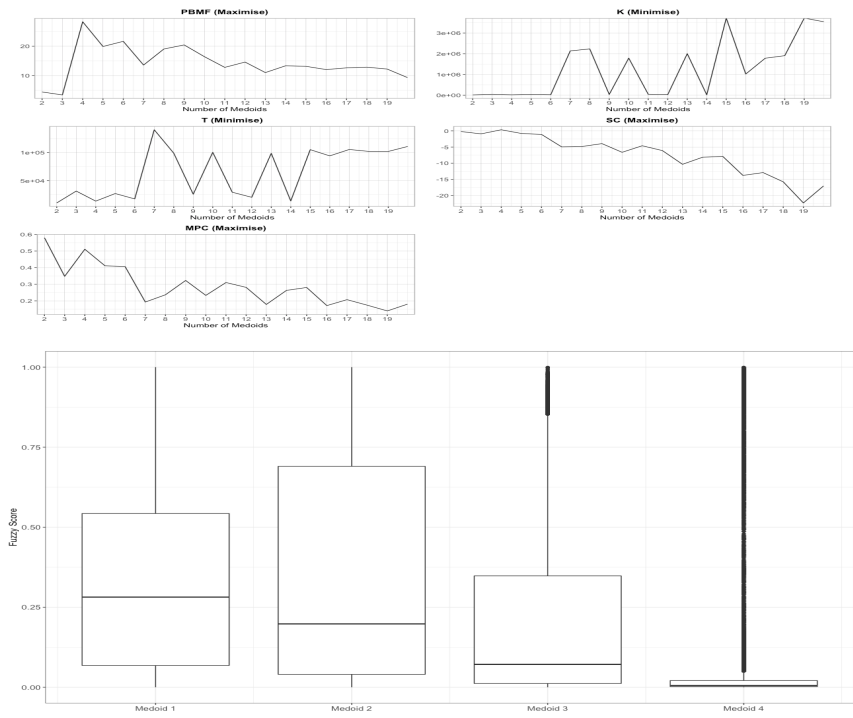 PBMF (Maximise)
20
10
2 3 4 5 6 7 8 9 10 11 12 13 14 15 16 17 18 19
Number of Medoids
K (Minimise)
3e+06
2e+06
1e+06
0e+00
2 3 4 5 6 7 8 9 10 11 12 13 14 15 16 17 18 19
Number of Medoids
T (Minimise)
1e+05
5e+04
2 3 4 5 6 7 8 9 10 11 12 13 14 15 16 17 18 19
Number of Medoids
SC (Maximise)
0
-5
-10
-15
-20
2 3 4 5 6 7 8 9 10 11 12 13 14 15 16 17 18 19
Number of Medoids
MPC (Maximise)
0.6
0.5
0.4
0.3
0.2
2 3 4 5 6 7 8 9 10 11 12 13 14 15 16 17 18 19
Number of Medoids
1.00
0.75
0.50
0.25
0.00
Fuzzy Score
Medoid 1 Medoid 2 Medoid 3 Medoid 4